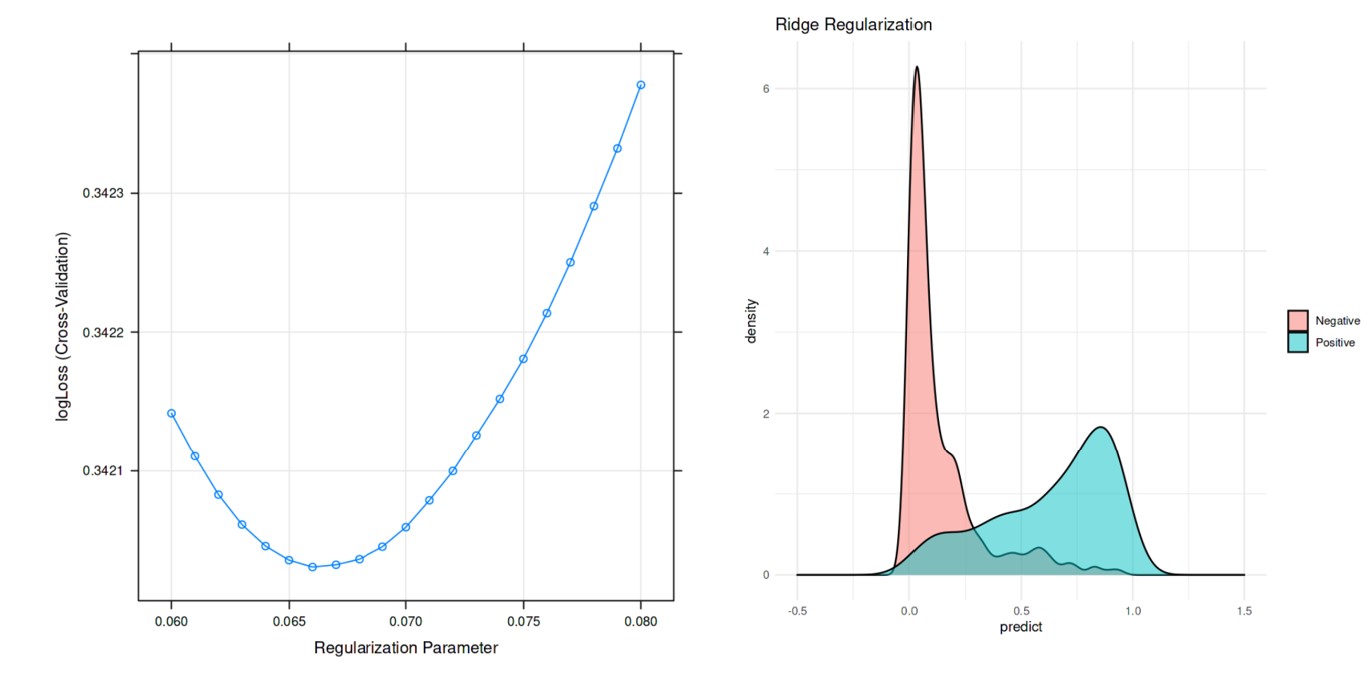 logLoss (Cross-Validation)
0.3423
0.3422
0.3421
0.060 0.065 0.070 0.075 0.080
Regularization Parameter
Ridge Regularization
density
6
4
2
0
-0.5 0.0 0.5 1.0 1.5
predict
Negative
Positive